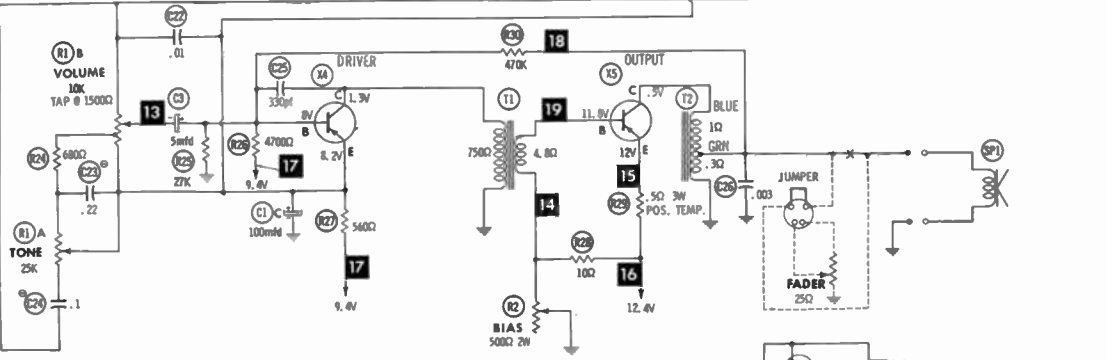 C22
.01
R1 B
VOLUME
10K
TAP @ 1500Ω
13
C3
5mfd
R24
680Ω
C23
.22
R25
27K
R1 A
TONE
25K
C24
.1
R30
470K
18
DRIVER
C25
330pf
X4
C
1.3V
8V
B
R26
4700Ω
8.2V
E
17
9.4V
C1 C
100mfd
R27
560Ω
17
9.4V
T1
750Ω
4.8Ω
19
OUTPUT
X5
C
.5V
11.8V
B
12V
E
T2
BLUE
1Ω
GRN
.3Ω
15
R29
.5Ω 3W
POS. TEMP.
14
R28
10Ω
16
12.4V
R2
BIAS
500Ω 2W
C26
.003
JUMPER
FADER
25Ω
SP1